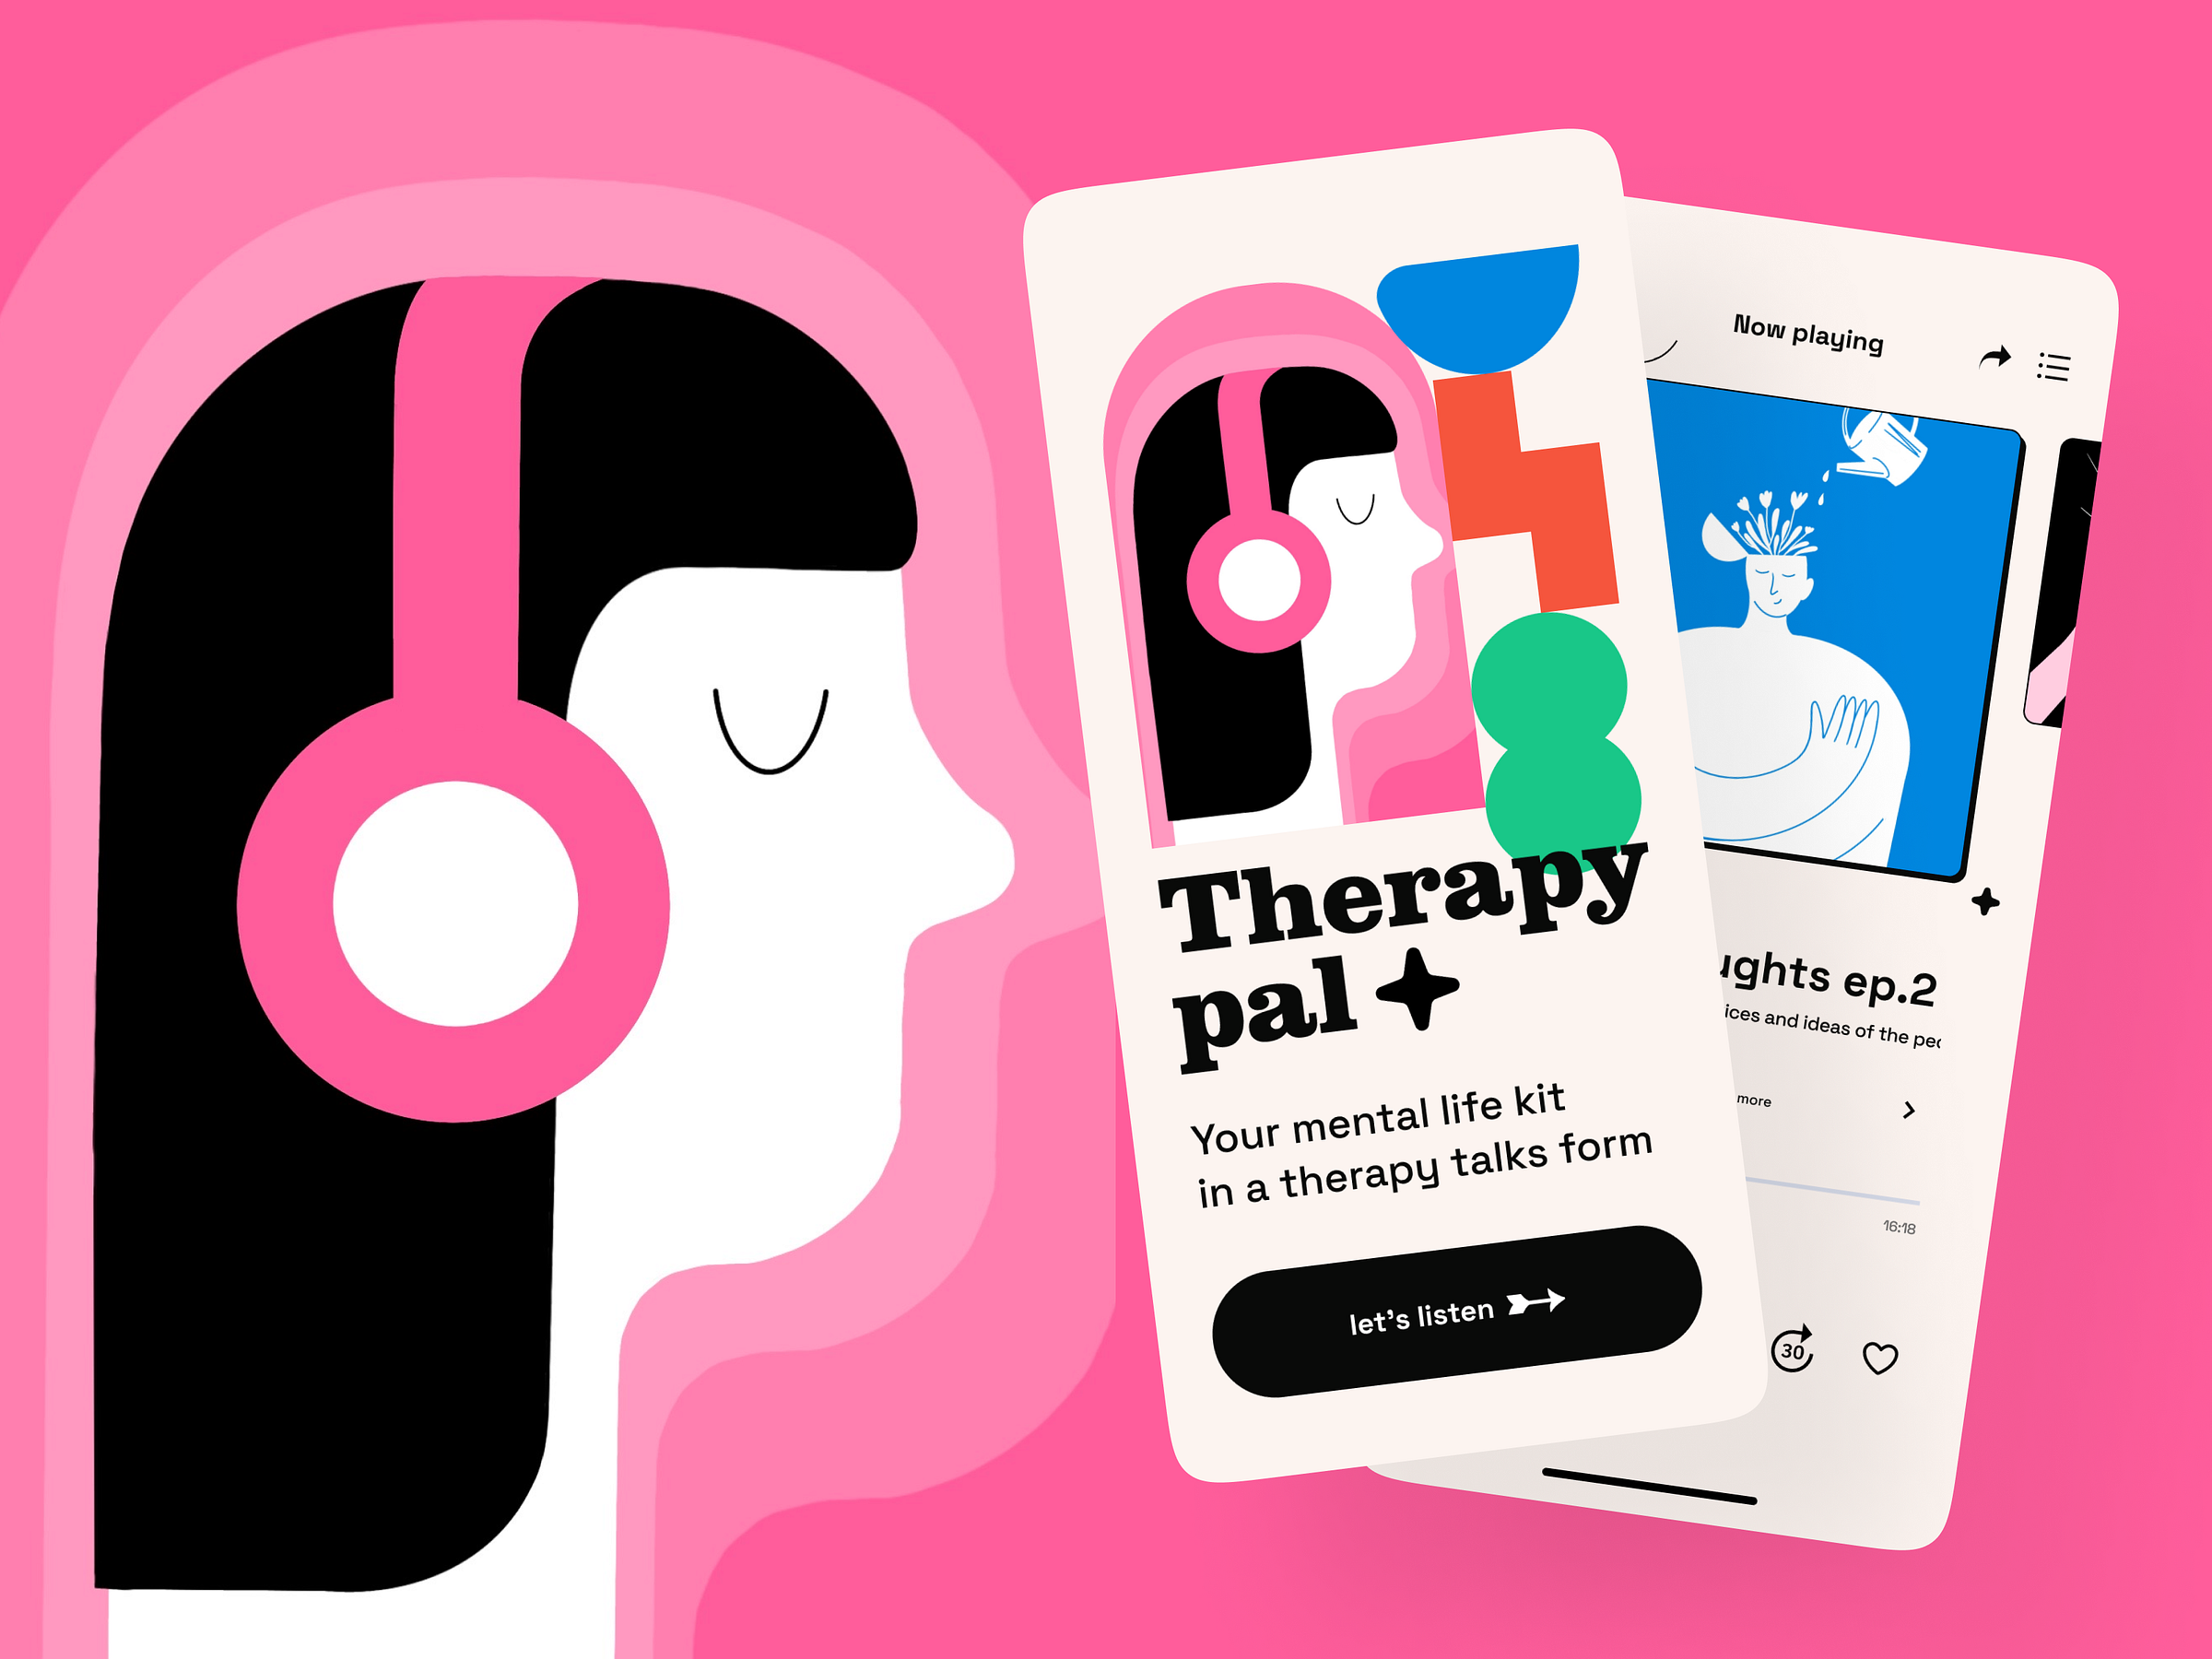 Therapy
pal
Your mental life kit
in a therapy talks form
let's listen
Now playing
ughts ep.2
ices and ideas of the peo
more
16:18
30